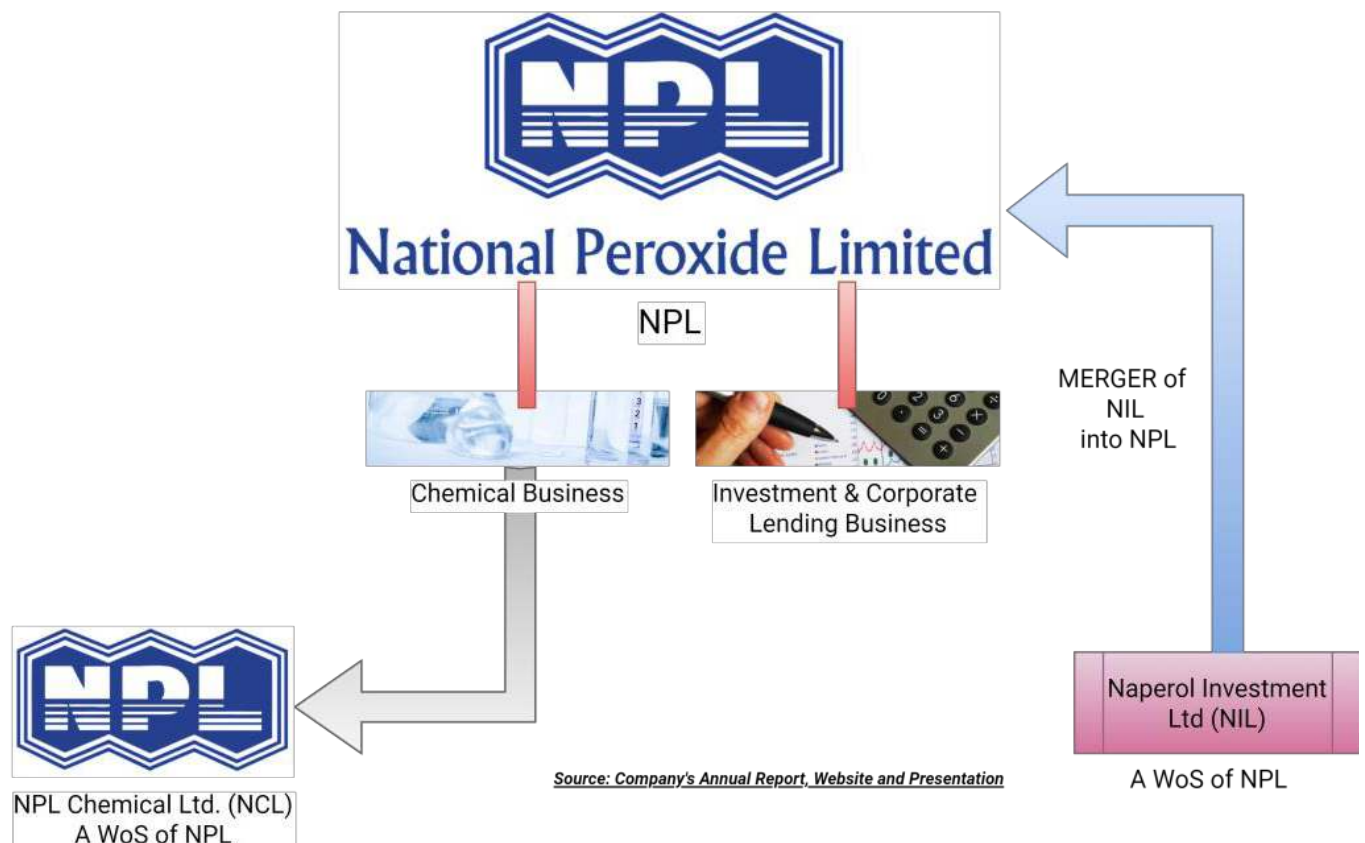 NPL
National Peroxide Limited
NPL
MERGER of
NIL
into NPL
Chemical Business
Investment & Corporate
Lending Business
NPL
NPL Chemical Ltd. (NCL)
A WoS of NPL
Naperol Investment
Ltd (NIL)
A WoS of NPL
Source: Company's Annual Report, Website and Presentation